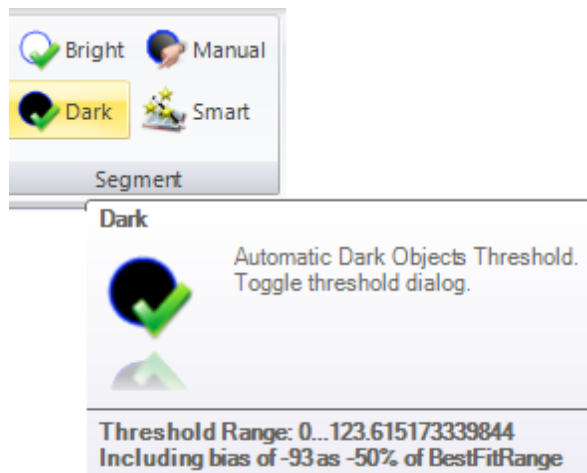 Bright Manual
Dark Smart
Segment
Dark
Automatic Dark Objects Threshold.
Toggle threshold dialog.
Threshold Range: 0...123.615173339844
Including bias of -93 as -50% of BestFitRange